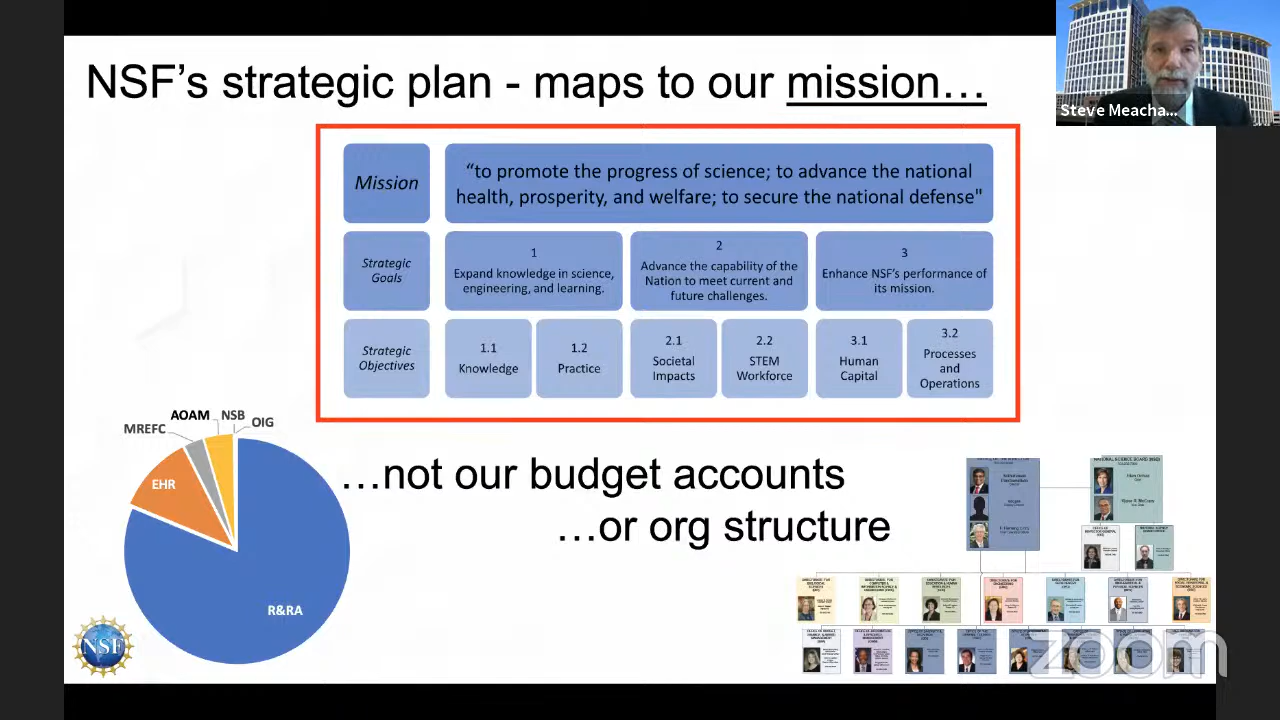 NSF’s strategic plan - maps to our mission…
Steve Meacha...
Mission
“to promote the progress of science; to advance the national
health, prosperity, and welfare; to secure the national defense"
Strategic
Goals
1
Expand knowledge in science,
engineering, and learning.
2
Advance the capability of the
Nation to meet current and
future challenges.
3
Enhance NSF’s performance of
its mission.
Strategic
Objectives
1.1
Knowledge
1.2
Practice
2.1
Societal
Impacts
2.2
STEM
Workforce
3.1
Human
Capital
3.2
Processes
and
Operations
MREFC
AOAM
NSB
OIG
EHR
R&RA
…not our budget accounts
…or org structure
NSF
zoom